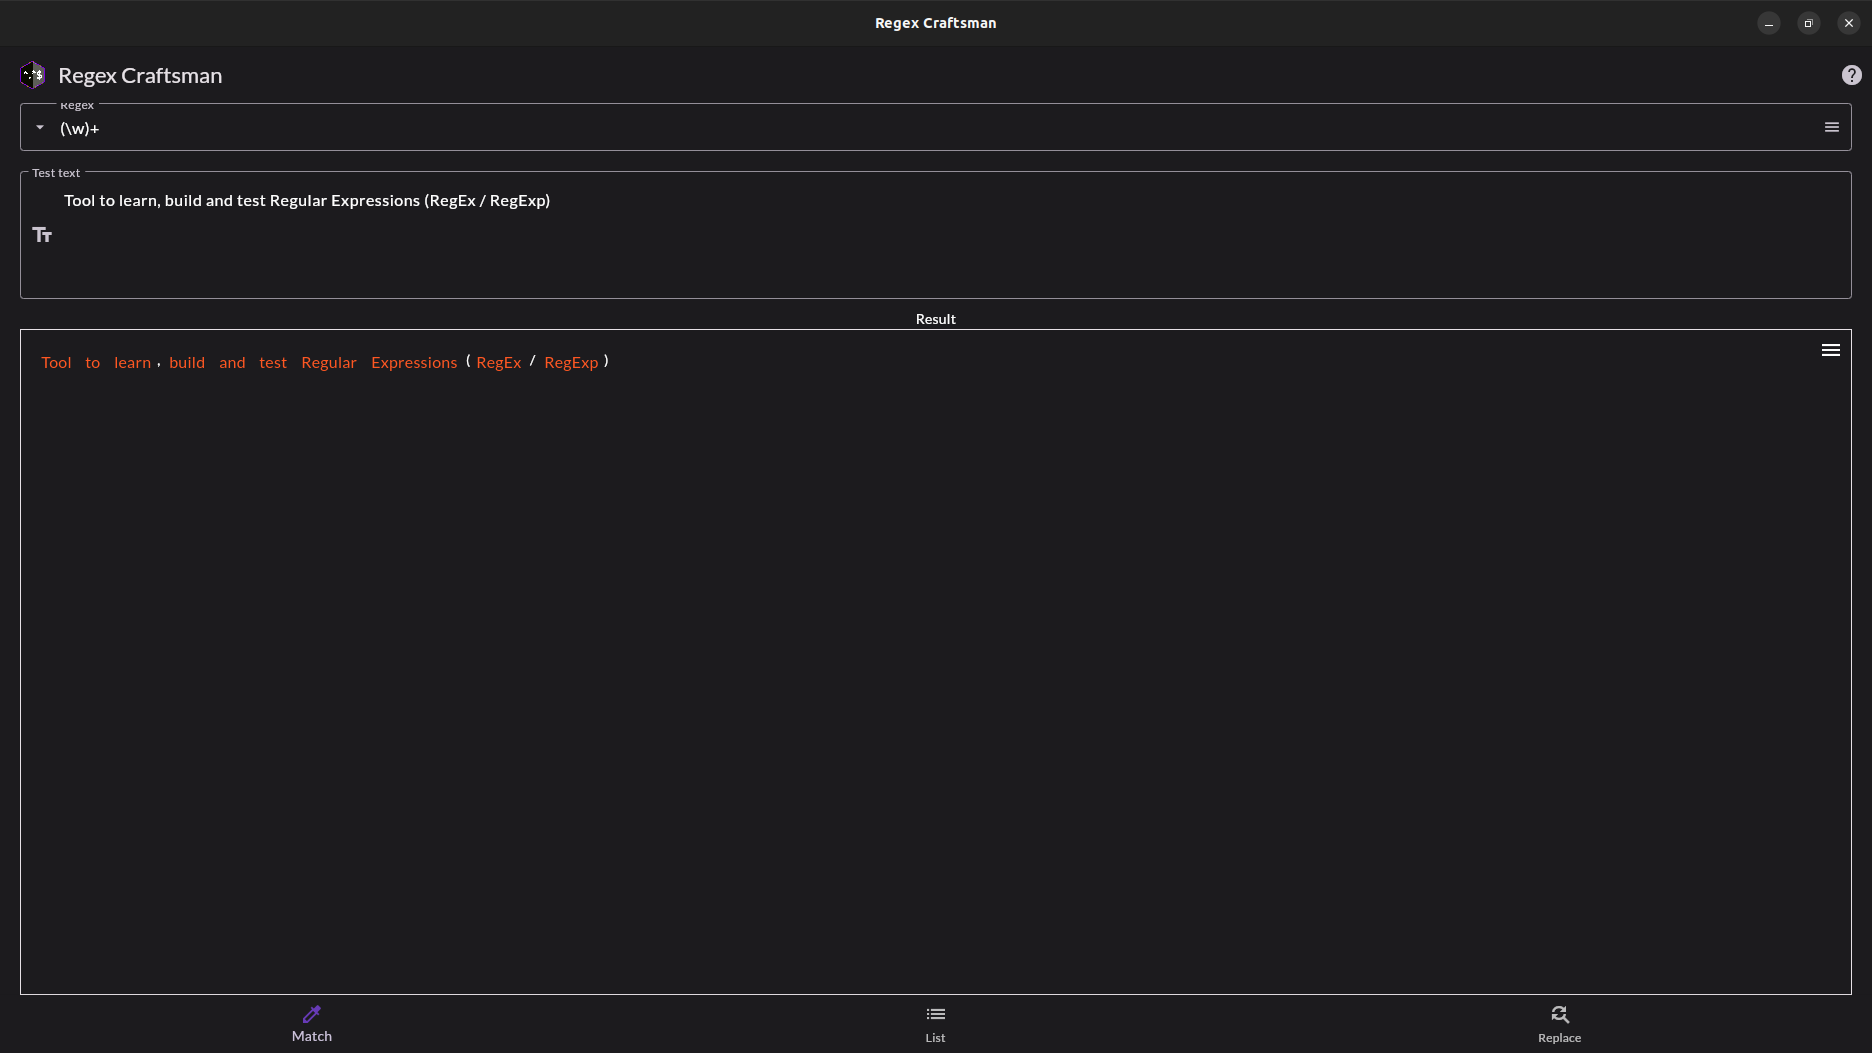 Regex Craftsman
Regex Craftsman
Regex
(\w)+
Test text
Tool to learn, build and test Regular Expressions (RegEx / RegExp)
Result
Tool to learn , build and test Regular Expressions ( RegEx / RegExp )
Match
List
Replace